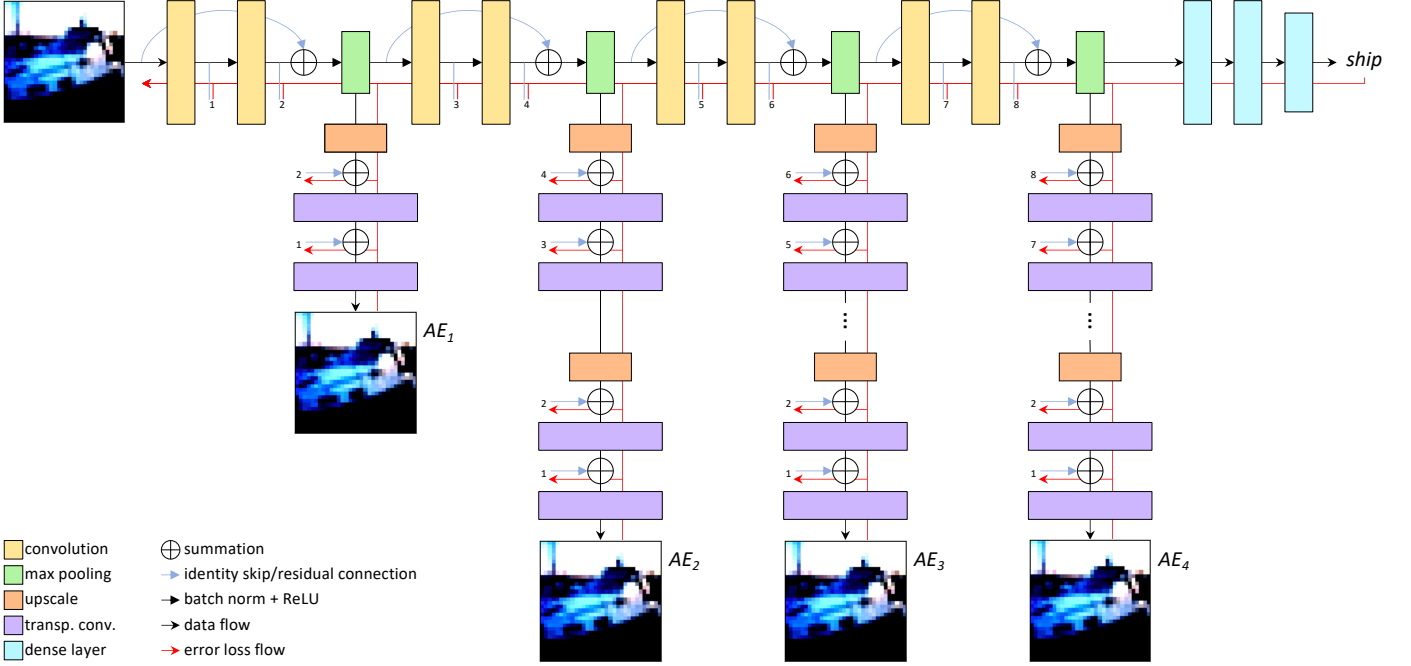 ship
1 2 3 4 5 6 7 8
2 4 6 8
1 3 5 7
AE1
2 2 2
1 1 1
AE2 AE3 AE4
convolution
max pooling
upscale
transp. conv.
dense layer
summation
identity skip/residual connection
batch norm + ReLU
data flow
error loss flow